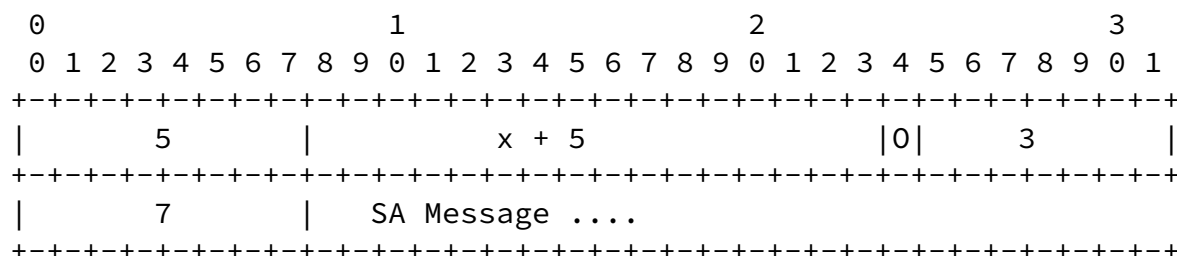 0                   1                   2                   3
 0 1 2 3 4 5 6 7 8 9 0 1 2 3 4 5 6 7 8 9 0 1 2 3 4 5 6 7 8 9 0 1
+-+-+-+-+-+-+-+-+-+-+-+-+-+-+-+-+-+-+-+-+-+-+-+-+-+-+-+-+-+-+-+-+
|       5       |          x + 5                |O|     3       |
+-+-+-+-+-+-+-+-+-+-+-+-+-+-+-+-+-+-+-+-+-+-+-+-+-+-+-+-+-+-+-+-+
|       7       |   SA Message ....
+-+-+-+-+-+-+-+-+-+-+-+-+-+-+-+-+-+-+-+-+-+-+-+-+-+-+-+-+-+-+-+-+